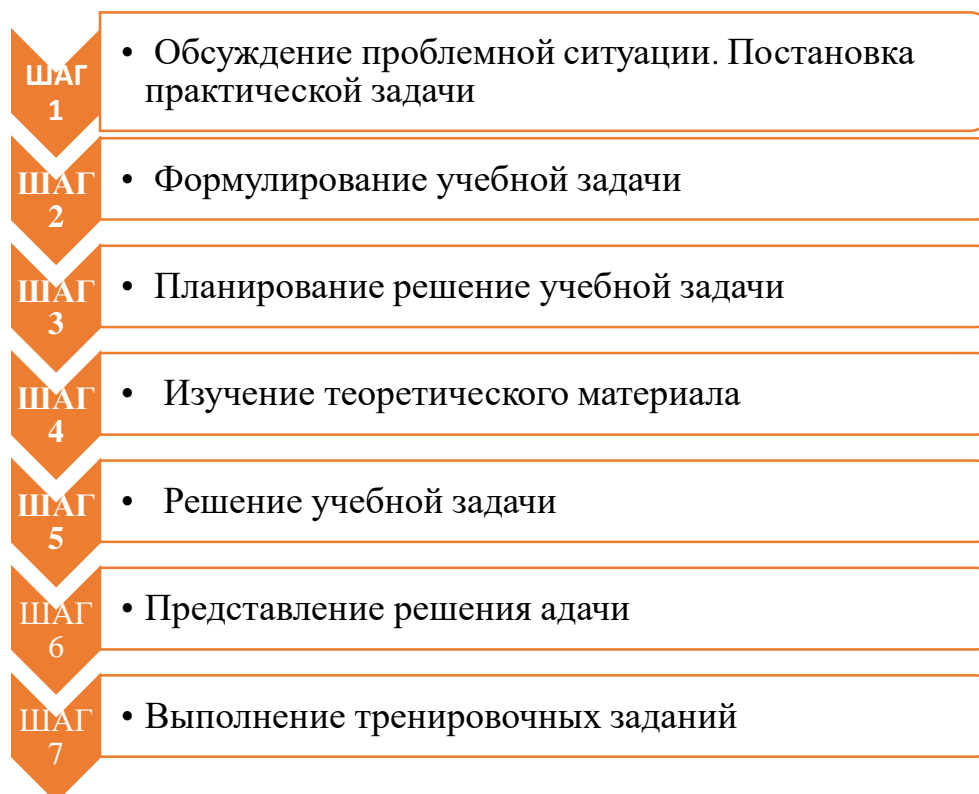 ШАГ
1
• Обсуждение проблемной ситуации. Постановка
практической задачи
ШАГ
2
• Формулирование учебной задачи
ШАГ
3
• Планирование решение учебной задачи
ШАГ
4
• Изучение теоретического материала
ШАГ
5
• Решение учебной задачи
ШАГ
6
• Представление решения адачи
ШАГ
7
• Выполнение тренировочных заданий